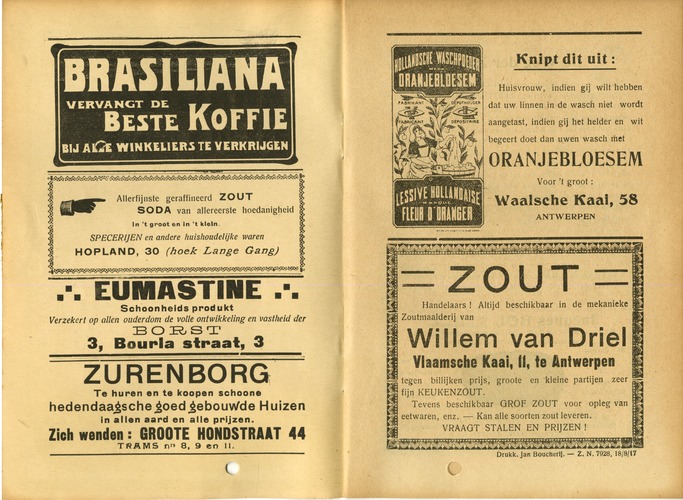 BRASILIANA
VERVANGT DE
BESTE KOFFIE
BIJ ALLE WINKELIERS TE VERKRIJGEN
Allerfijnste geraffineerd ZOUT
SODA van allereerste hoedanigheid
In 't groot en in 't klein.
SPECERIJEN en andere huishoudelijke waren
HOPLAND, 30 (hoek Lange Gang)
EUMASTINE
Schoonheids produkt
Verzekert op allen ouderdom de volle ontwikkeling en vastheid der
BORST
3, Bourla straat, 3
ZURENBORG
Te huren en te koopen schoone
hedendaagsche goed gebouwde Huizen
in allen aard en alle prijzen.
Zich wenden : GROOTE HONDSTRAAT 44
TRAMS nrs 8, 9 en 11.
HOLLANDSCHE WASCHPOEDER
MERK
ORANJEBLOESEM
FABRIKANT DEPOTHOUDER
FABRICANT DÉPOSITAIRE
LESSIVE HOLLANDAISE
MARQUE
FLEUR D'ORANGER
Knipt dit uit :
Huisvrouw, indien gij wilt hebben
dat uw linnen in de wasch niet wordt
aangetast, indien gij het helder en wit
begeert doet dan uwen wasch met
ORANJEBLOESEM
Voor 't groot :
Waalsche Kaai, 58
ANTWERPEN
= ZOUT =
Handelaars ! Altijd beschikbaar in de mekanieke
Zoutmaalderij van
Willem van Driel
Vlaamsche Kaai, 11, te Antwerpen
tegen billijken prijs, groote en kleine partijen zeer
fijn KEUKENZOUT.
Tevens beschikbaar GROF ZOUT voor opleg van
eetwaren, enz. — Kan alle soorten zout leveren.
VRAAGT STALEN EN PRIJZEN !
Drukk. Jan Boucherij. — Z. N. 7928, 18/8/17